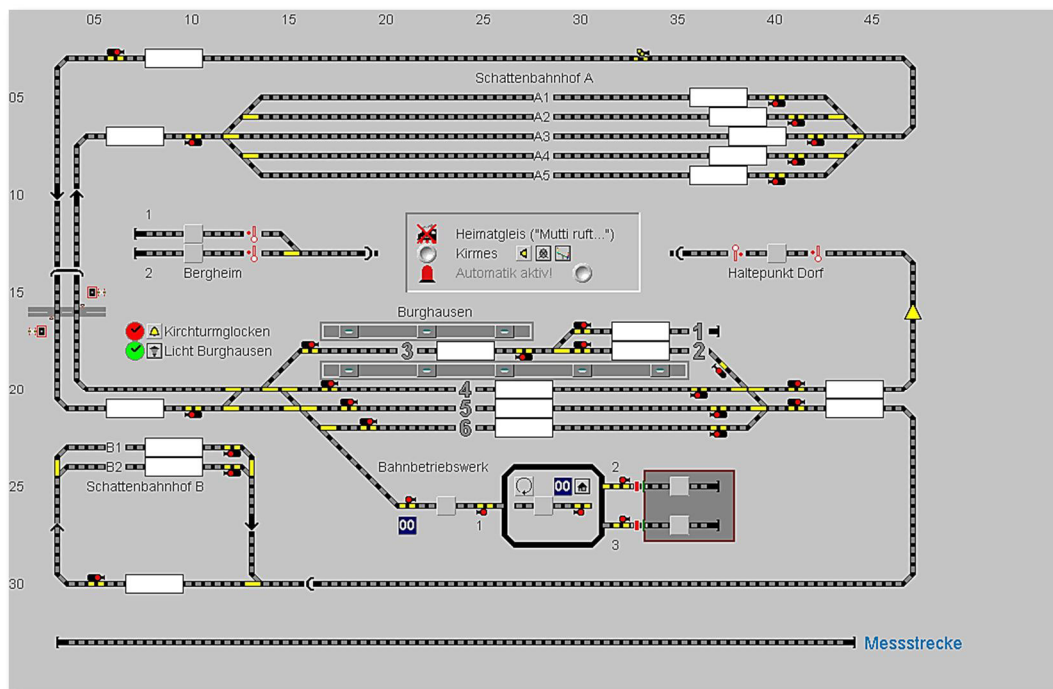 05 10 15 20 25 30 35 40 45
Schattenbahnhof A
05
A1
A2
A3
A4
A5
10
1
Heimatgleis ("Mutti ruft...")
Kirmes
2 Bergheim
Automatik aktiv!
Haltepunkt Dorf
15
Burghausen
Kirchturmglocken
1
Licht Burghausen
3
2
20
4
5
6
B1
Bahnbetriebswerk
2
B2
25
Schattenbahnhof B
00
00
1
3
30
Messstrecke